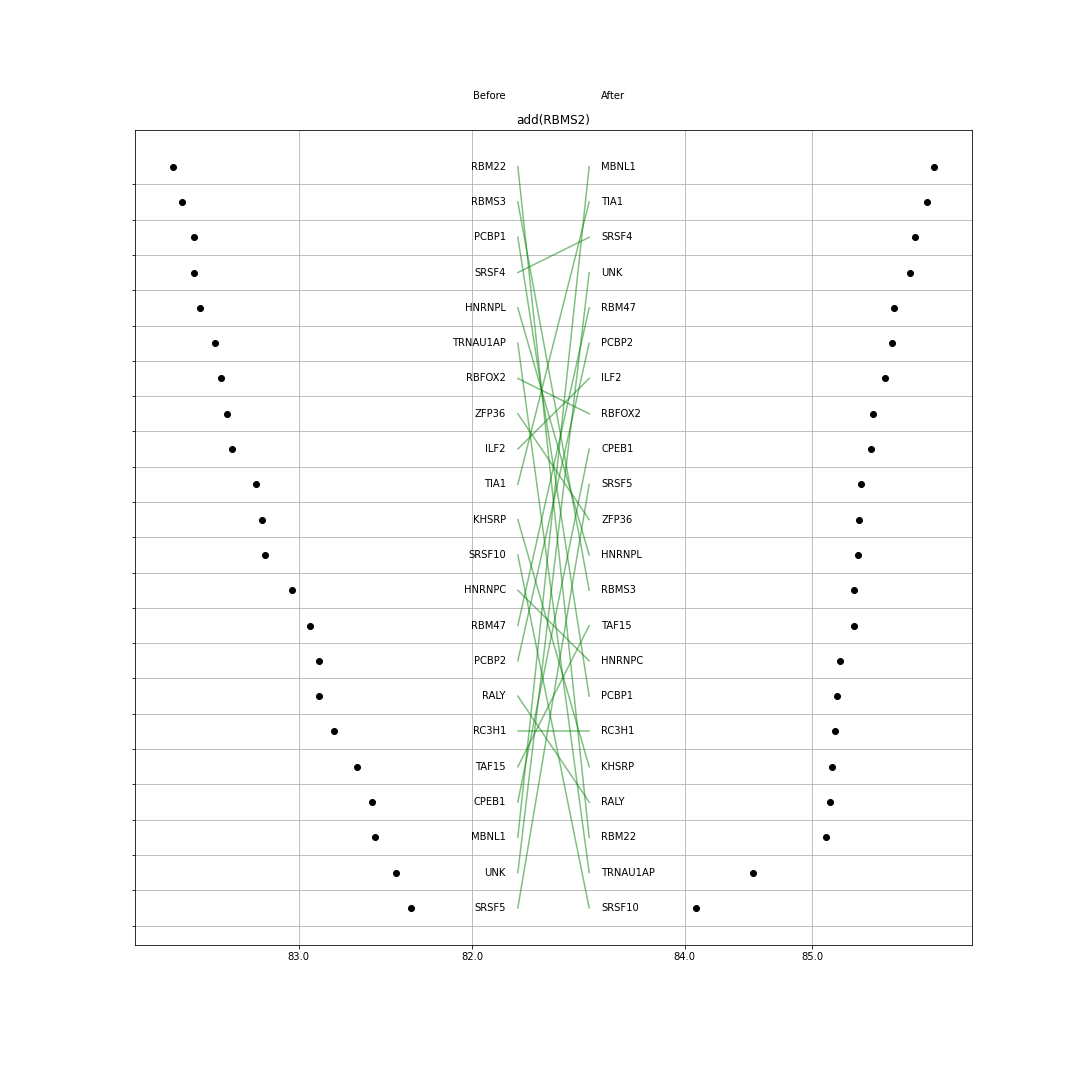 Before After
add(RBMS2)
RBM22 MBNL1
RBMS3 TIA1
PCBP1 SRSF4
SRSF4 UNK
HNRNPL RBM47
TRNAU1AP PCBP2
RBFOX2 ILF2
ZFP36 RBFOX2
ILF2 CPEB1
TIA1 SRSF5
KHSRP ZFP36
SRSF10 HNRNPL
HNRNPC RBMS3
RBM47 TAF15
PCBP2 HNRNPC
RALY PCBP1
RC3H1 RC3H1
TAF15 KHSRP
CPEB1 RALY
MBNL1 RBM22
UNK TRNAU1AP
SRSF5 SRSF10
83.0 82.0 84.0 85.0